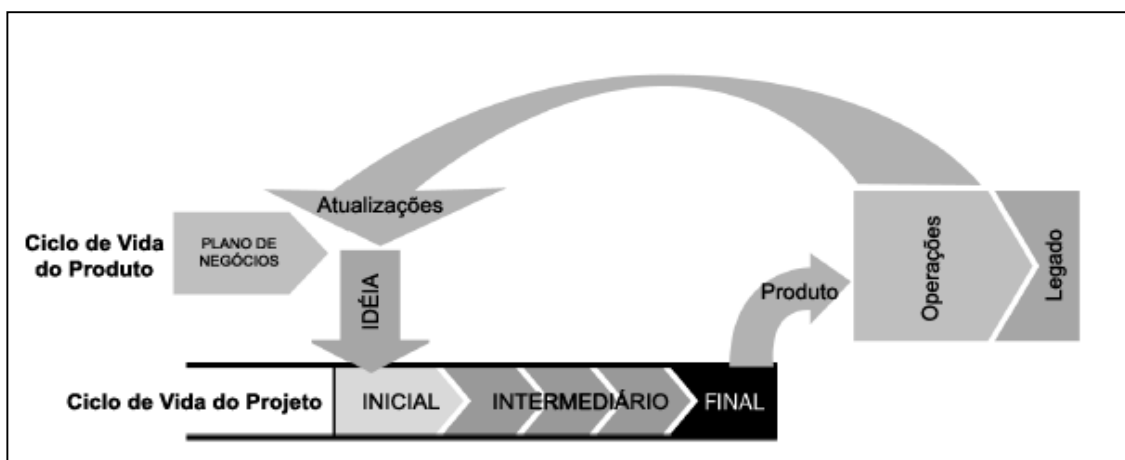 Atualizações
Ciclo de Vida
do Produto
PLANO DE
NEGÓCIOS
IDÉIA
Produto
Operações
Legado
Ciclo de Vida do Projeto
INICIAL
INTERMEDIÁRIO
FINAL